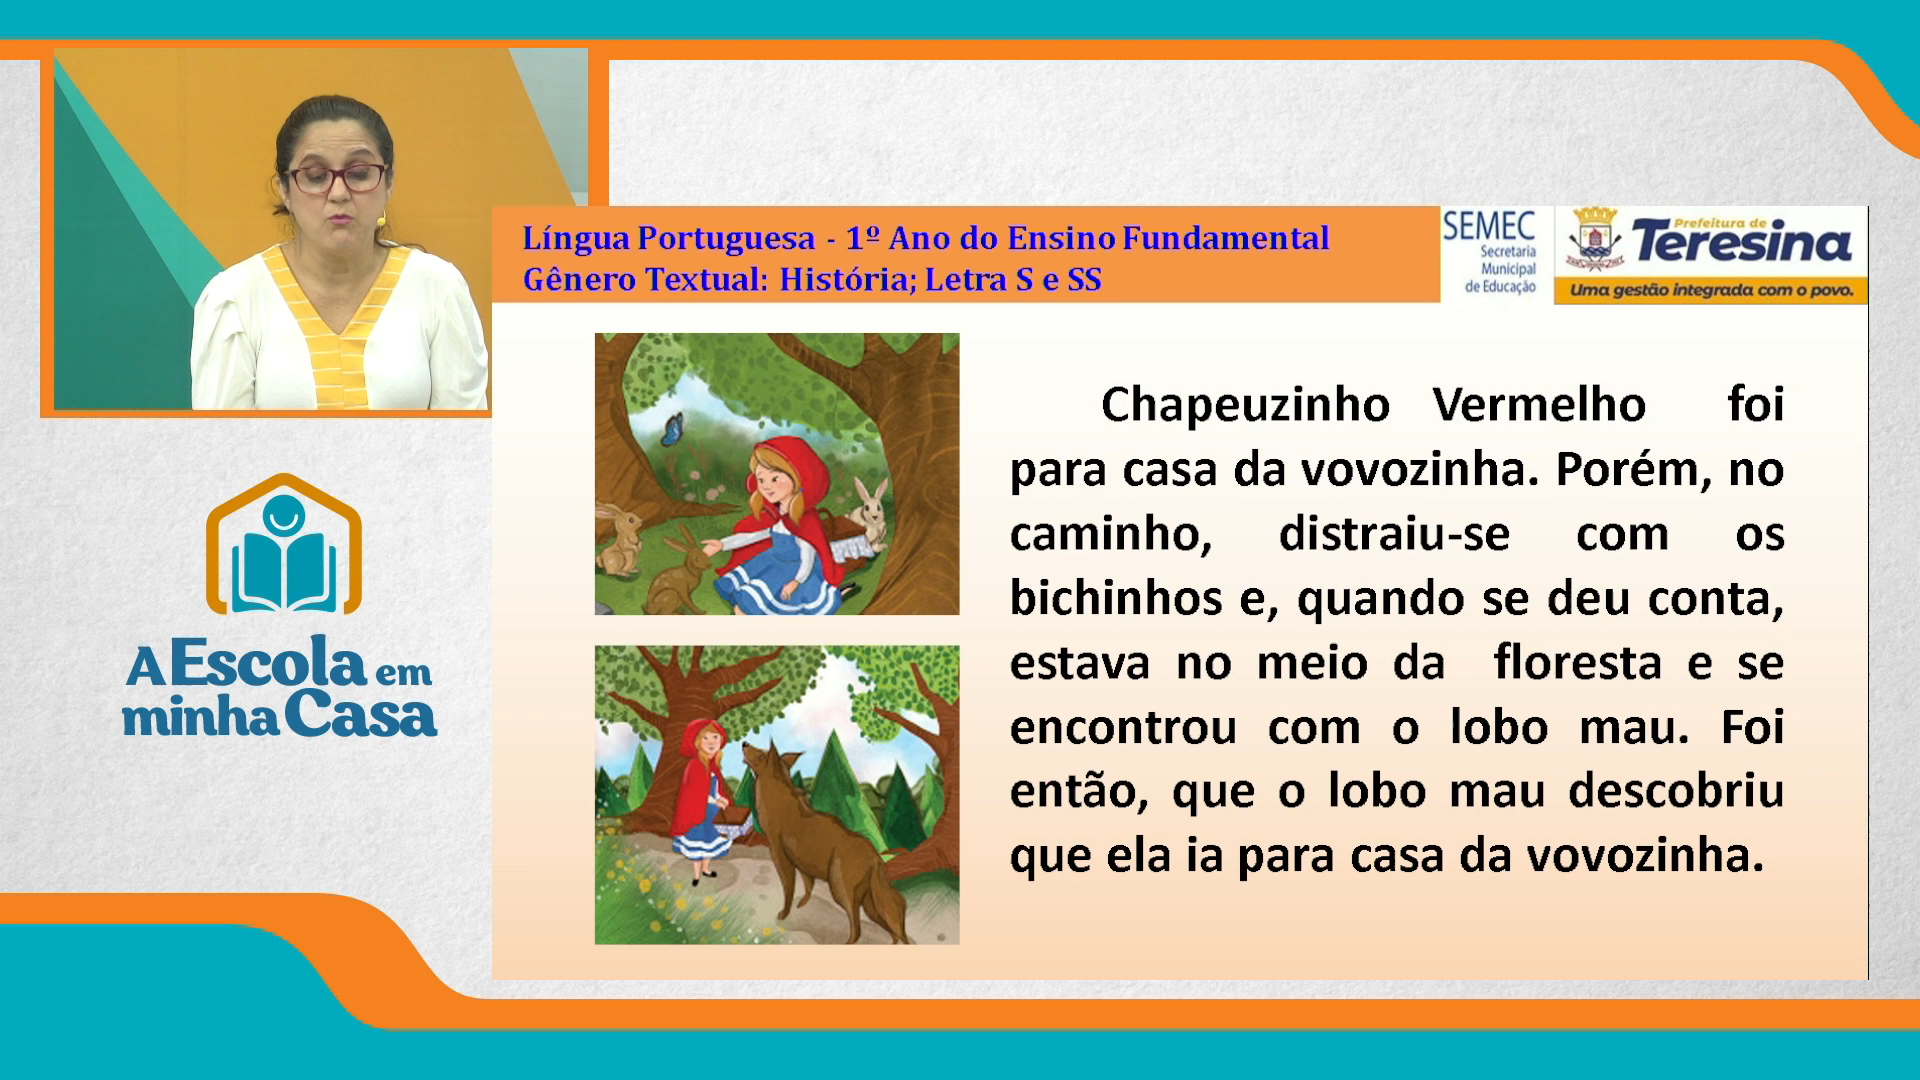 Língua Portuguesa - 1º Ano do Ensino Fundamental
Gênero Textual: História; Letra S e SS
SEMEC
Secretaria
Municipal
de Educação
Prefeitura de
Teresina
Uma gestão integrada com o povo.
Chapeuzinho Vermelho foi
para casa da vovozinha. Porém, no
caminho, distraiu-se com os
bichinhos e, quando se deu conta,
estava no meio da floresta e se
encontrou com o lobo mau. Foi
então, que o lobo mau descobriu
que ela ia para casa da vovozinha.
A Escola em
minha Casa